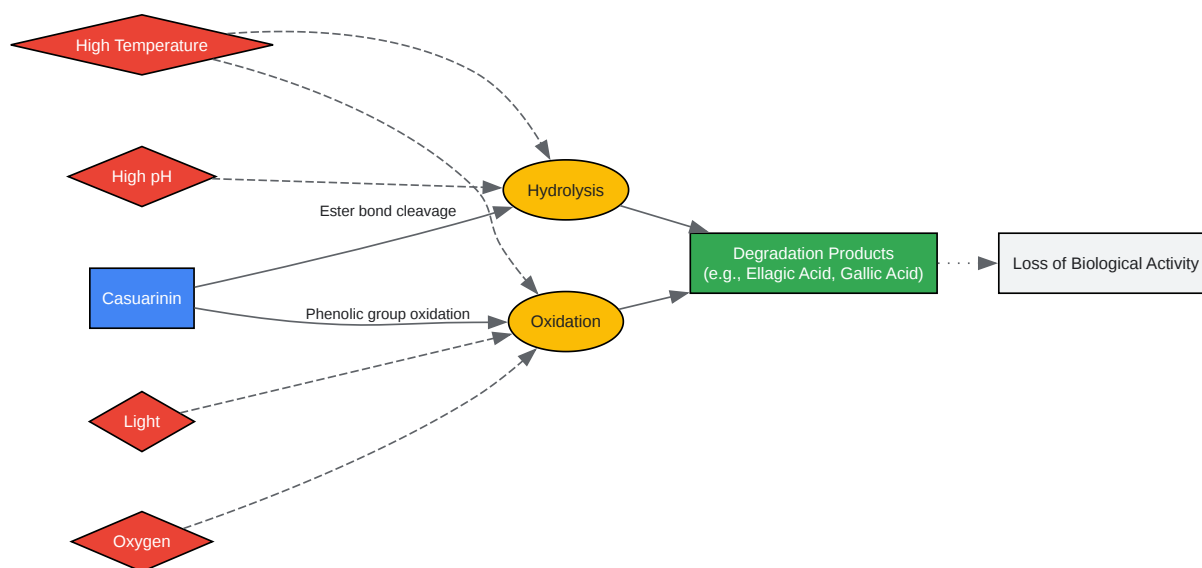 High Temperature
High pH
Hydrolysis
Ester bond cleavage
Degradation Products
(e.g., Ellagic Acid, Gallic Acid)
Loss of Biological Activity
Casuarinin
Phenolic group oxidation
Oxidation
Light
Oxygen